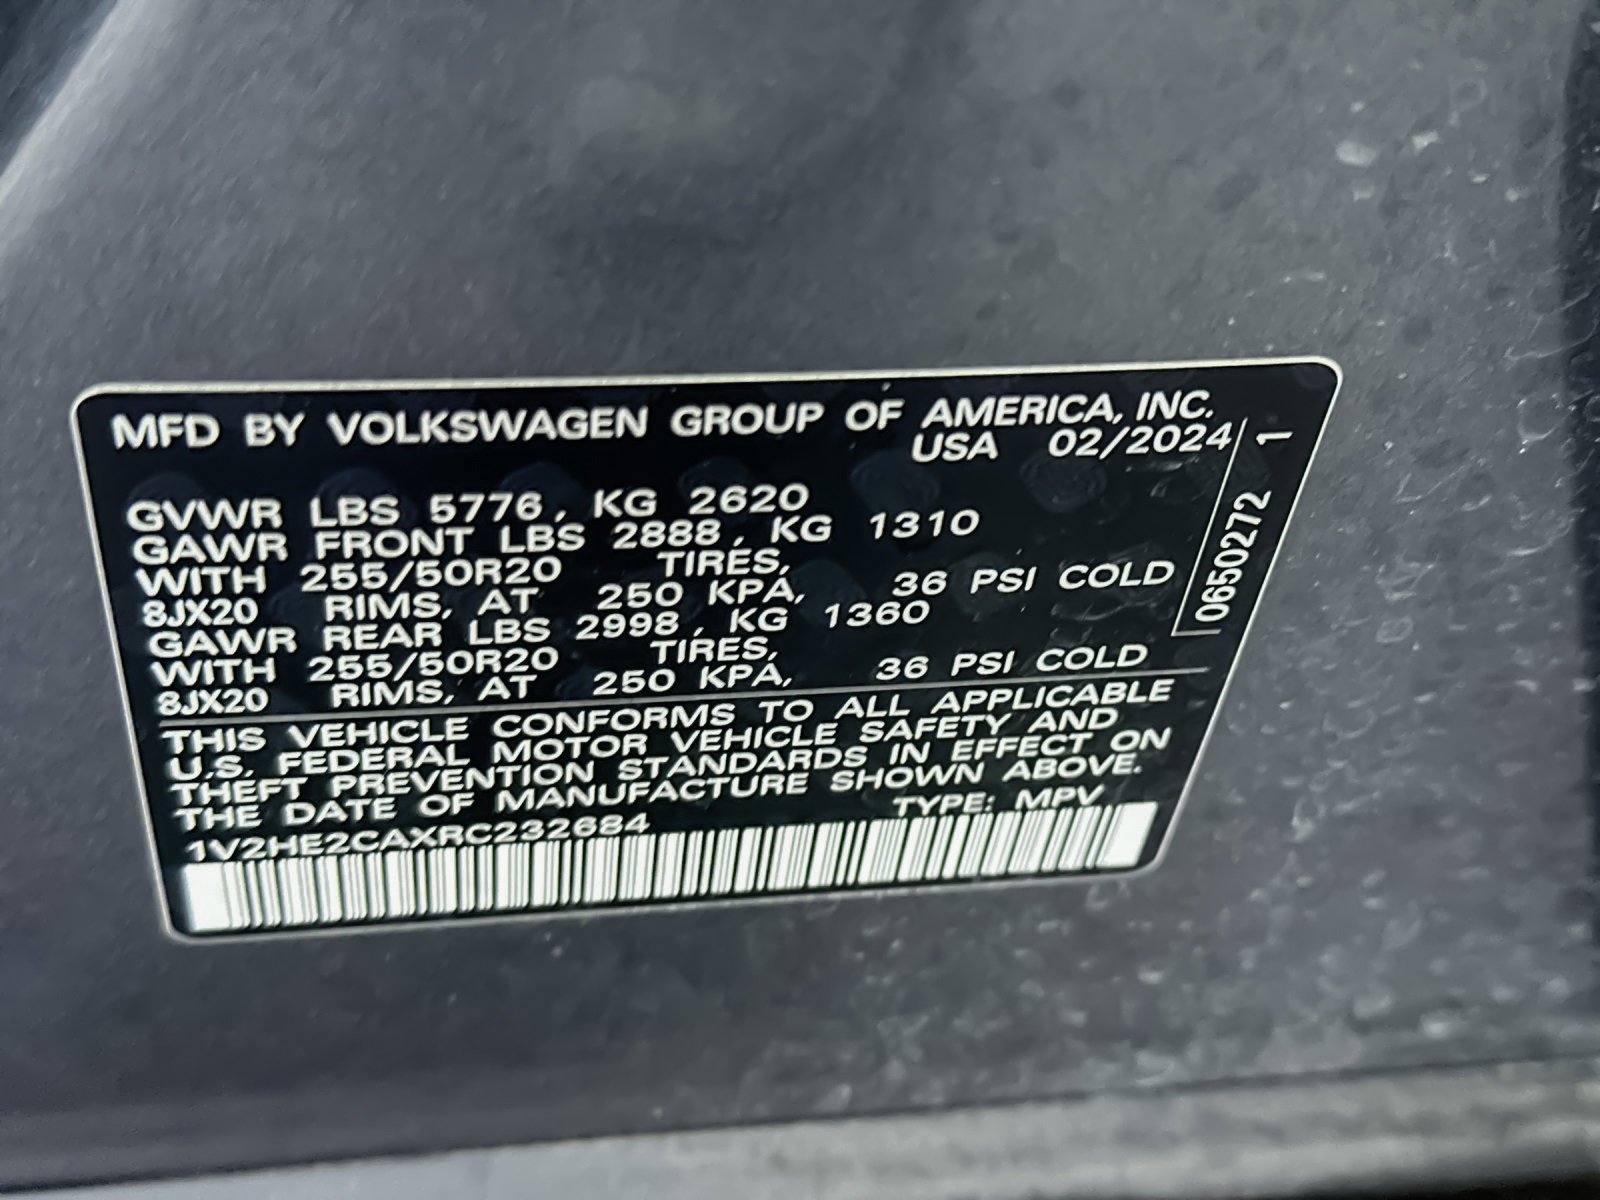 MFD BY VOLKSWAGEN GROUP OF AMERICA, INC.
USA 02/2024
GVWR LBS 5776, KG 2620
GAWR FRONT LBS 2888, KG 1310
WITH 255/50R20 TIRES,
8JX20 RIMS, AT 250 KPA, 36 PSI COLD
GAWR REAR LBS 2998, KG 1360
WITH 255/50R20 TIRES,
8JX20 RIMS, AT 250 KPA, 36 PSI COLD
THIS VEHICLE CONFORMS TO ALL APPLICABLE
U.S. FEDERAL MOTOR VEHICLE SAFETY AND
THEFT PREVENTION STANDARDS IN EFFECT ON
THE DATE OF MANUFACTURE SHOWN ABOVE.
1V2HE2CAXRC232684 TYPE: MPV
0650272 1